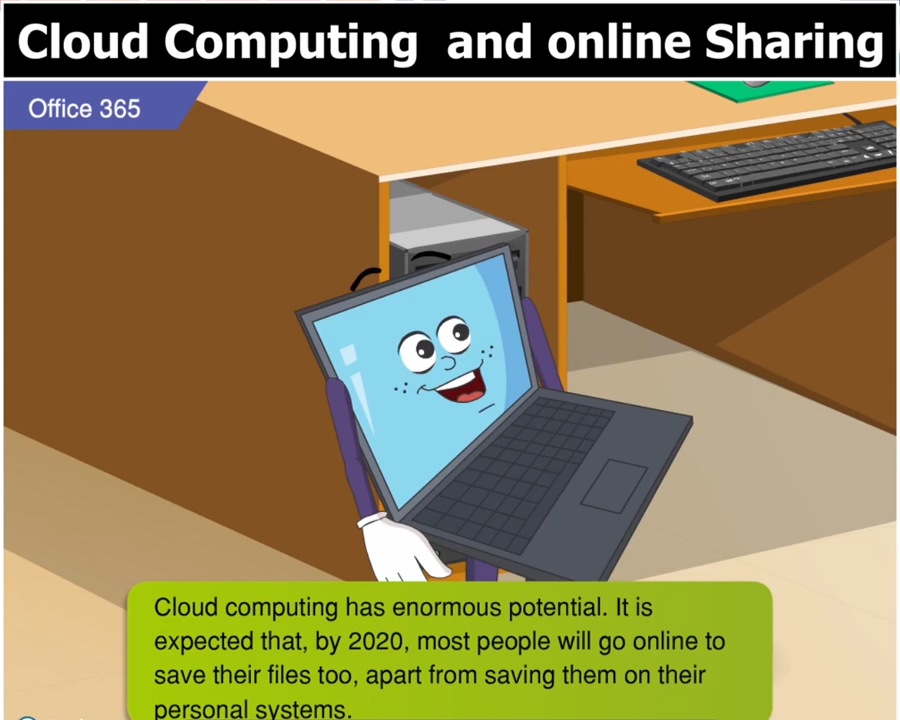 Cloud Computing and online Sharing
Office 365
Cloud computing has enormous potential. It is
expected that, by 2020, most people will go online to
save their files too, apart from saving them on their
personal systems.